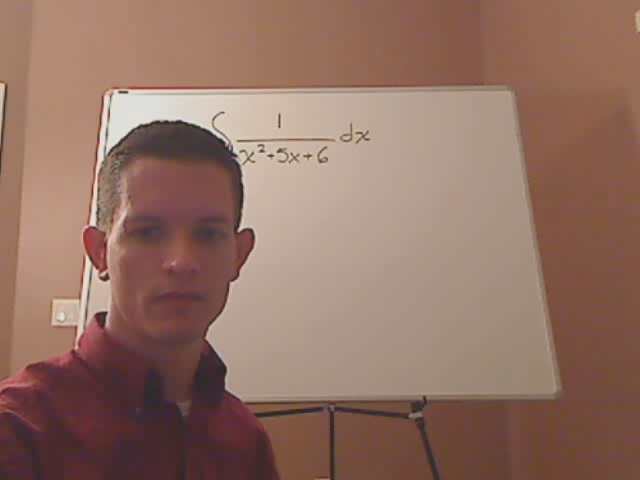 ∫ 1/(x²+5x+6) dx